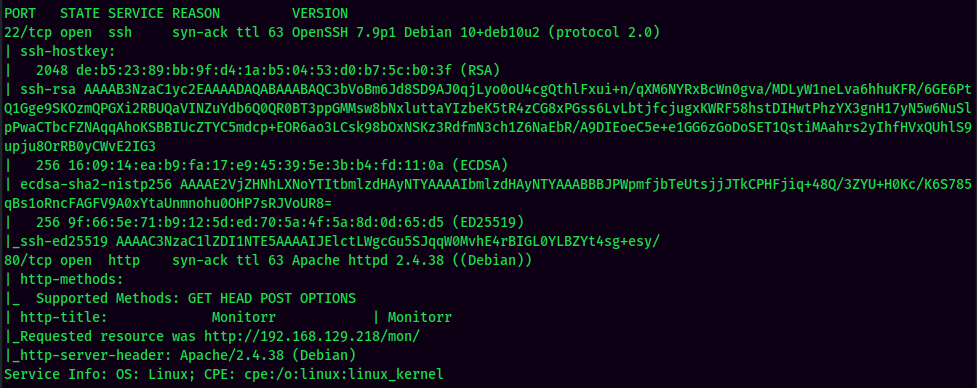 PORT   STATE SERVICE REASON         VERSION
22/tcp open  ssh     syn-ack ttl 63 OpenSSH 7.9p1 Debian 10+deb10u2 (protocol 2.0)
| ssh-hostkey:
|   2048 de:b5:23:89:bb:9f:d4:1a:b5:04:53:d0:b7:5c:b0:3f (RSA)
| ssh-rsa AAAAB3NzaC1yc2EAAAADAQABAAABAQC3bVoBm6Jd8SD9AJ0qjLyo0oU4cgQthlFxui+n/qXM6NYRxBcWn0gva/MDLyW1neLva6hhuKFR/6GE6Pt
Q1Gge9SKOzmQPGXi2RBUQaVINZuYdb6Q0QR0BT3ppGMMsw8bNxluttaYIzbeK5tR4zCG8xPGss6LvLbtjfcjugxKWRF58hstDIHwtPhzYX3gnH17yN5w6NuSl
pPwaCTbcFZNAqqAhoKSBBIUcZTYC5mdcp+EOR6ao3LCsk98bOxNSKz3RdfmN3ch1Z6NaEbR/A9DIEoeC5e+e1GG6zGoDoSET1QstiMAahrs2yIhfHVxQUhlS9
upju8OrRB0yCWvE2IG3
|   256 16:09:14:ea:b9:fa:17:e9:45:39:5e:3b:b4:fd:11:0a (ECDSA)
| ecdsa-sha2-nistp256 AAAAE2VjZHNhLXNoYTItbmlzdHAyNTYAAAAIbmlzdHAyNTYAAABBBJPWpmfjbTeUtsjjJTkCPHFjiq+48Q/3ZYU+H0Kc/K6S785
qBs1oRncFAGFV9A0xYtaUnmnohu0OHP7sRJVoUR8=
|   256 9f:66:5e:71:b9:12:5d:ed:70:5a:4f:5a:8d:0d:65:d5 (ED25519)
|_ssh-ed25519 AAAAC3NzaC1lZDI1NTE5AAAAIJElctLWgcGu5SJqqW0MvhE4rBIGL0YLBZYt4sg+esy/
80/tcp open  http    syn-ack ttl 63 Apache httpd 2.4.38 ((Debian))
| http-methods:
|_  Supported Methods: GET HEAD POST OPTIONS
| http-title:             Monitorr            | Monitorr
|_Requested resource was http://192.168.129.218/mon/
|_http-server-header: Apache/2.4.38 (Debian)
Service Info: OS: Linux; CPE: cpe:/o:linux:linux_kernel